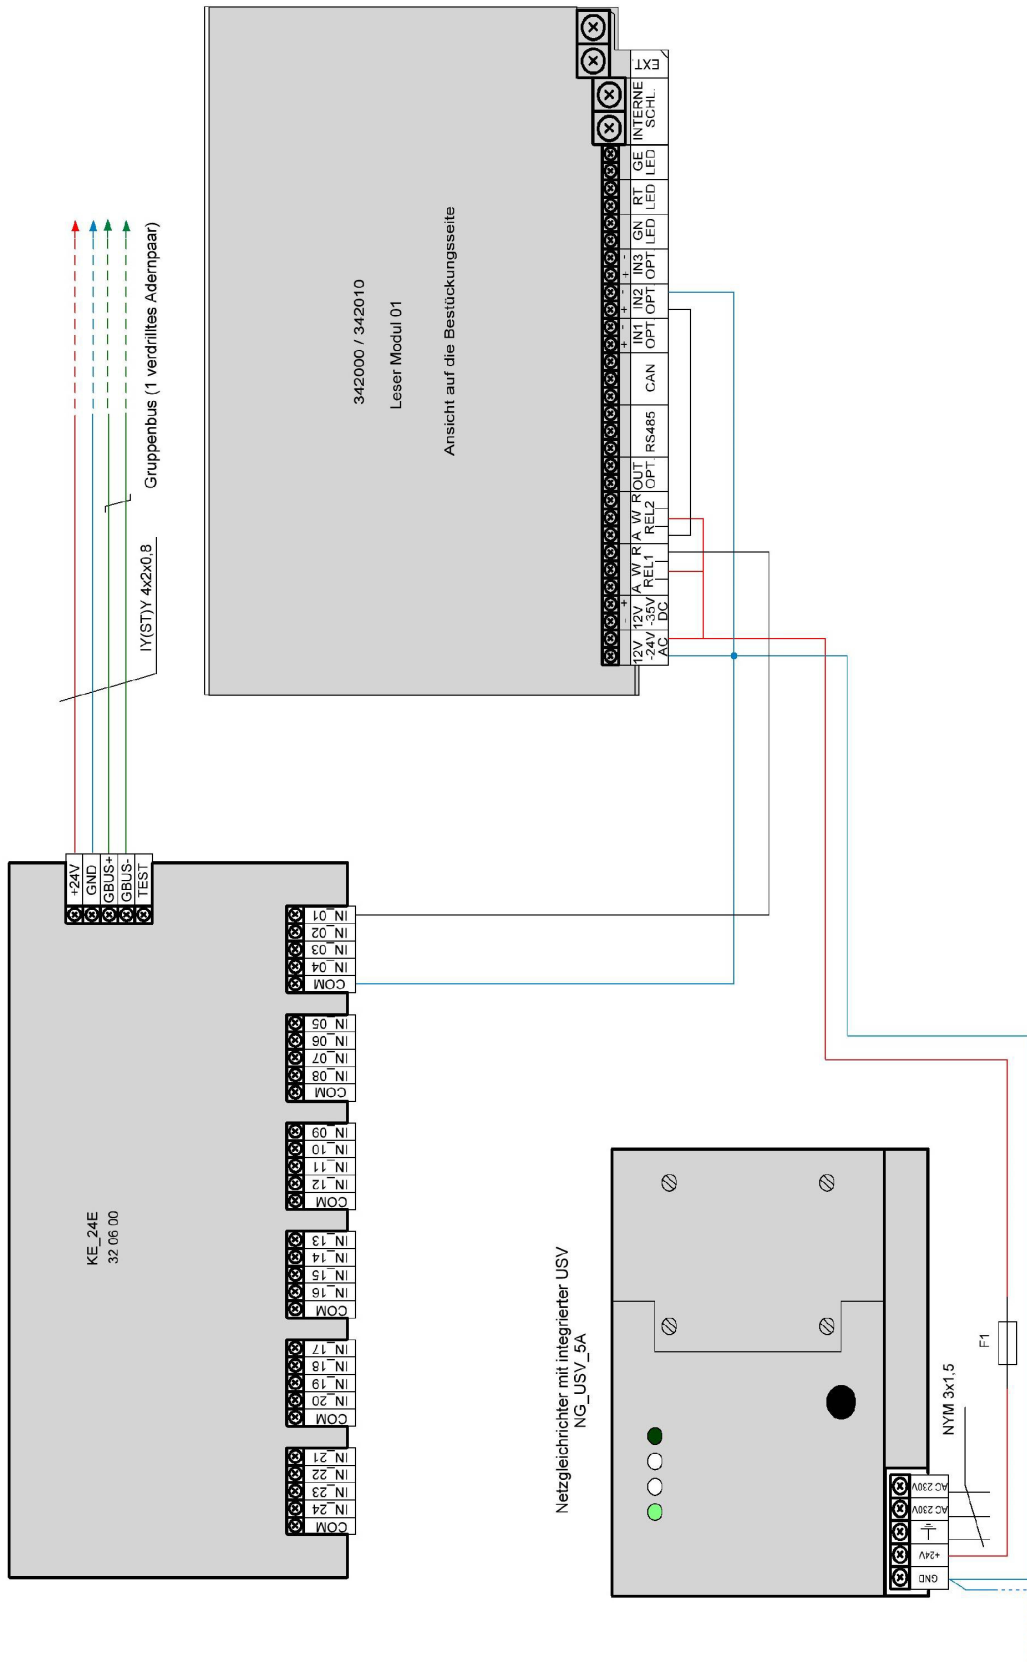 Gruppenbus (1 verdrilltes Adernpaar)
IY(ST)Y 4x2x0,8
342000 / 342010
Leser Modul 01
Ansicht auf die Bestückungsseite
EXT.
INTERNE
SCHL.
GE
LED
RT
LED
GN
LED
+ -
IN3
OPT.
+ -
IN2
OPT.
+ -
IN1
OPT.
CAN
RS485
OUT
OPT.
A W R
REL2
A W R
REL1
- +
12V
-35V
DC
12V
-24V
AC
+24V
GND
GBUS+
GBUS-
TEST
IN_01
IN_02
IN_03
IN_04
COM
IN_05
IN_06
IN_07
IN_08
COM
IN_09
IN_10
IN_11
IN_12
COM
IN_13
IN_14
IN_15
IN_16
COM
IN_17
IN_18
IN_19
IN_20
COM
IN_21
IN_22
IN_23
IN_24
COM
KE_24E
32 06 00
Netzgleichrichter mit integrierter USV
NG_USV_5A
F1
NYM 3x1,5
AC 230V
AC 230V
+24V
GND